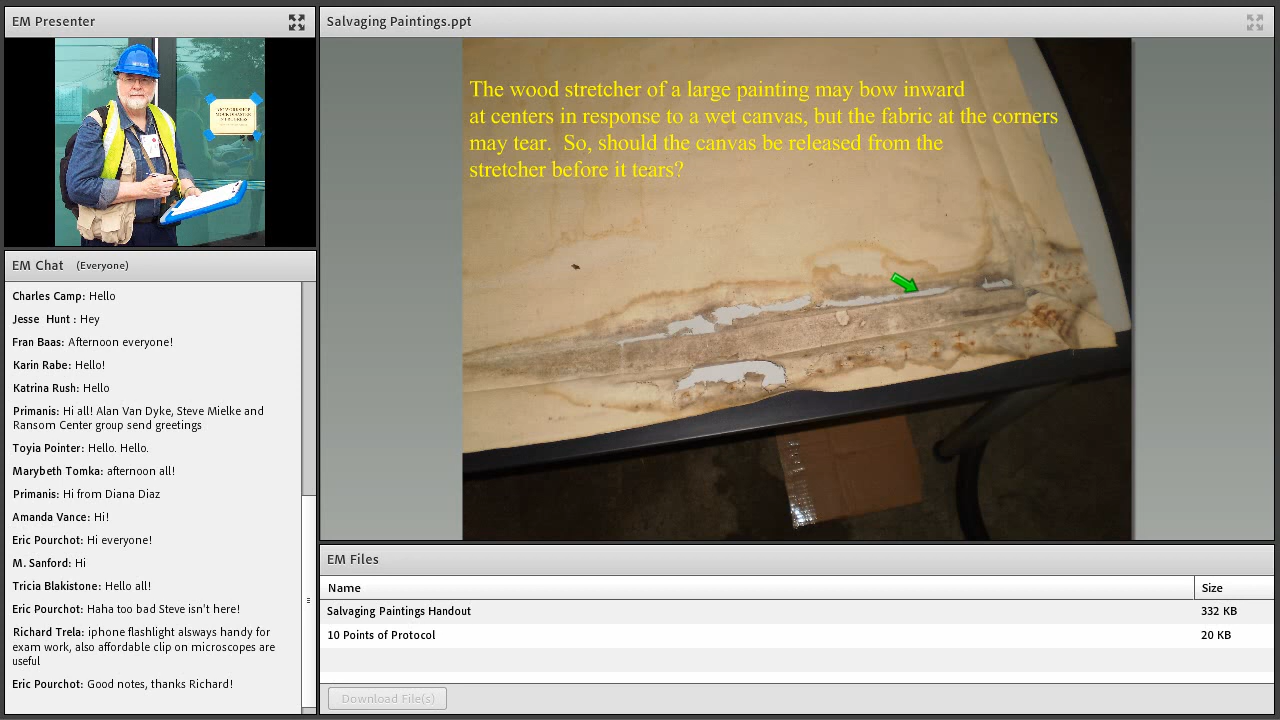 EM Presenter
EM Chat (Everyone)
Charles Camp: Hello
Jesse Hunt : Hey
Fran Baas: Afternoon everyone!
Karin Rabe: Hello!
Katrina Rush: Hello
Primanis: Hi all! Alan Van Dyke, Steve Mielke and
Ransom Center group send greetings
Toyia Pointer: Hello. Hello.
Marybeth Tomka: afternoon all!
Primanis: Hi from Diana Diaz
Amanda Vance: Hi!
Eric Pourchot: Hi everyone!
M. Sanford: Hi
Tricia Blakistone: Hello all!
Eric Pourchot: Haha too bad Steve isn't here!
Richard Trela: iphone flashlight alsways handy for
exam work, also affordable clip on microscopes are
useful
Eric Pourchot: Good notes, thanks Richard!
Salvaging Paintings.ppt
The wood stretcher of a large painting may bow inward
at centers in response to a wet canvas, but the fabric at the corners
may tear. So, should the canvas be released from the
stretcher before it tears?
EM Files
Name Size
Salvaging Paintings Handout 332 KB
10 Points of Protocol 20 KB
Download File(s)